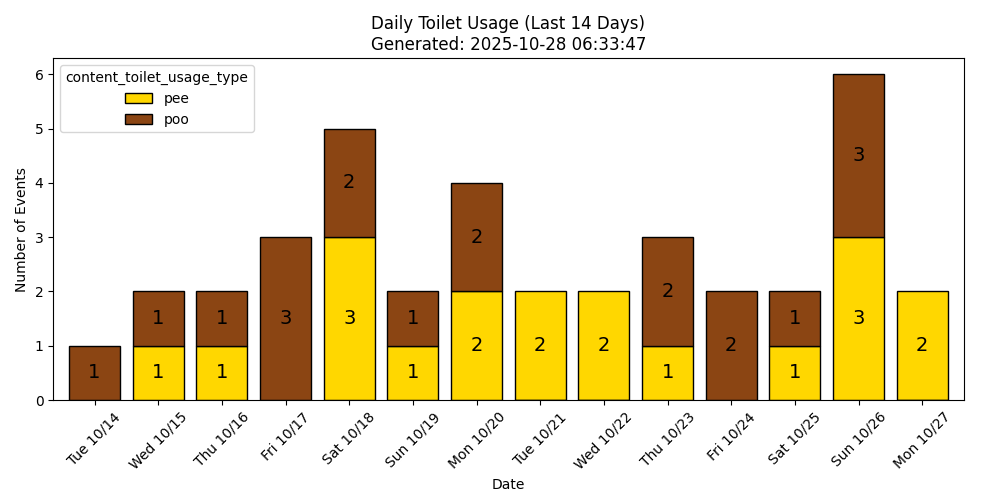 Daily Toilet Usage (Last 14 Days)
Generated: 2025-10-28 06:33:47
content_toilet_usage_type
pee
poo
Number of Events
6
5
4
3
2
1
0
1
1
1
1
1
3
2
3
1
1
2
2
2
2
2
1
2
1
1
3
3
2
Tue 10/14
Wed 10/15
Thu 10/16
Fri 10/17
Sat 10/18
Sun 10/19
Mon 10/20
Tue 10/21
Wed 10/22
Thu 10/23
Fri 10/24
Sat 10/25
Sun 10/26
Mon 10/27
Date